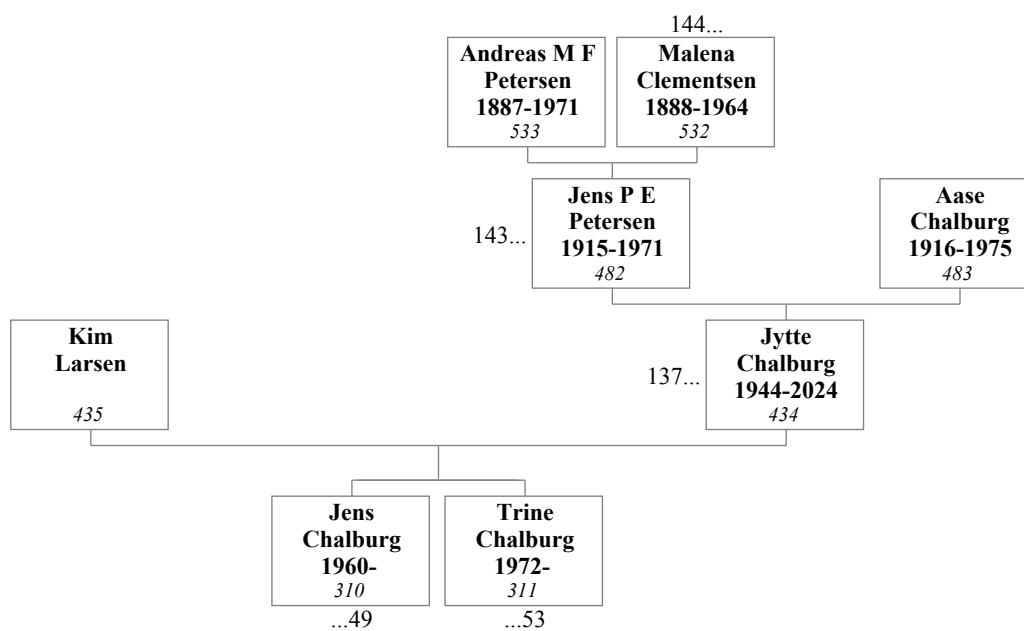 144...
Andreas M F
Petersen
1887-1971
533
Malena
Clementsen
1888-1964
532
143...
Jens P E
Petersen
1915-1971
482
Aase
Chalburg
1916-1975
483
Kim
Larsen
435
137...
Jytte
Chalburg
1944-2024
434
Jens
Chalburg
1960-
310
...49
Trine
Chalburg
1972-
311
...53